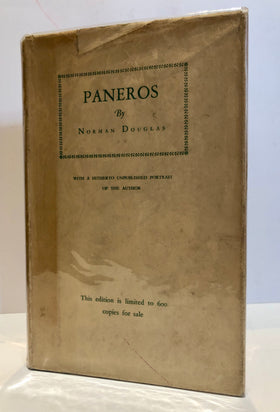 PANEROS
By
NORMAN DOUGLAS
WITH A HITHERTO UNPUBLISHED PORTRAIT
OF THE AUTHOR
This edition is limited to 600
copies for sale